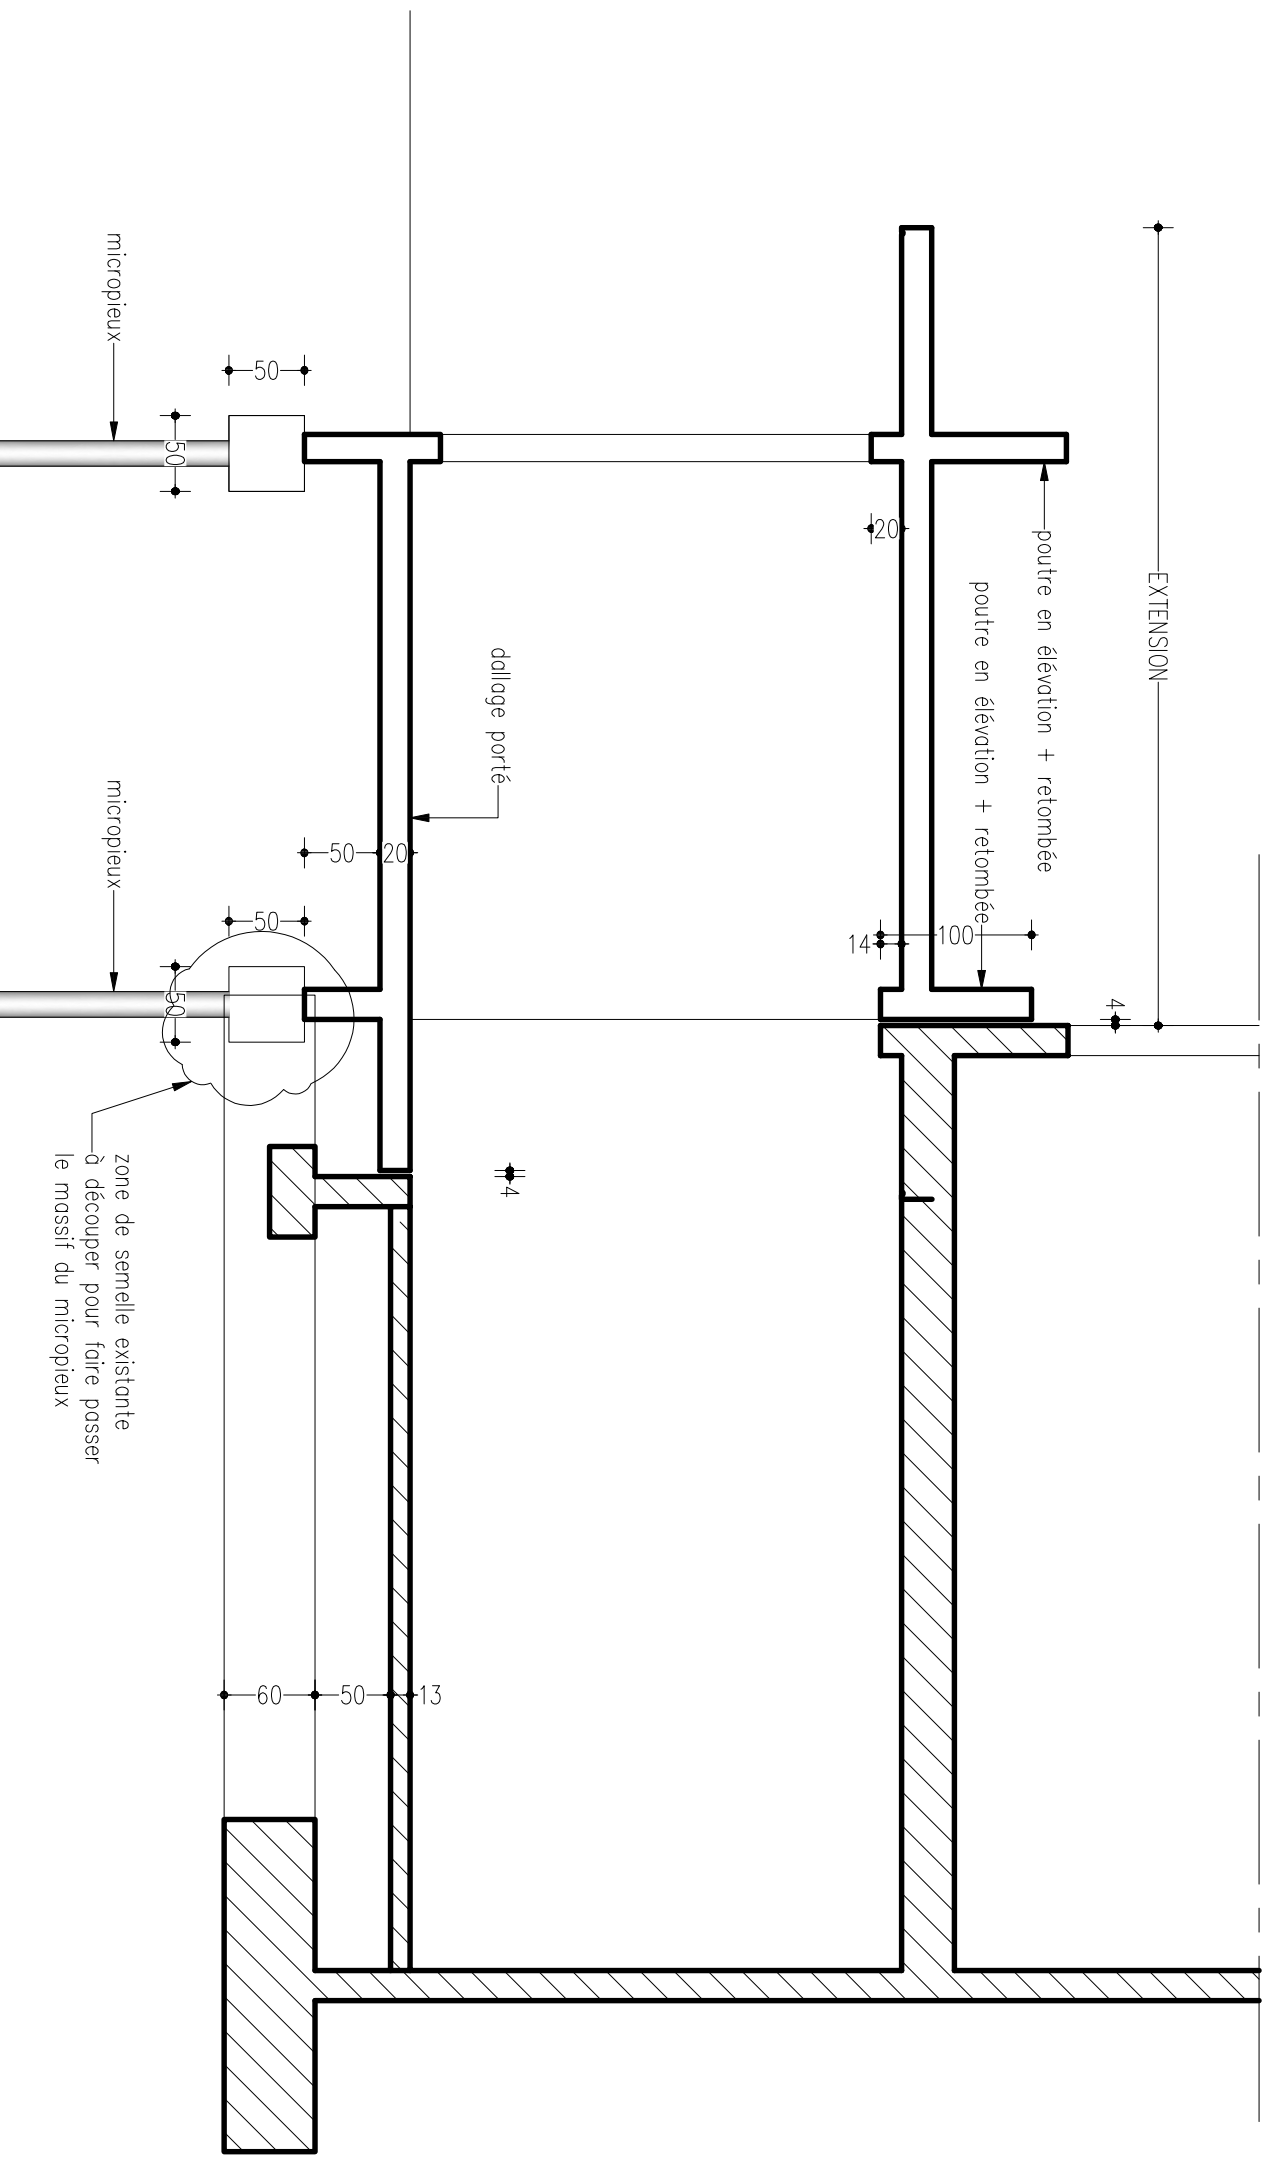 EXTENSION
4
poutre en élévation + retombée
poutre en élévation + retombée
100
14
20
dallage porté
4
50
20
50
50
50
50
13
50
60
micropieux
micropieux
zone de semelle existante
à découper pour faire passer
le massif du micropieux